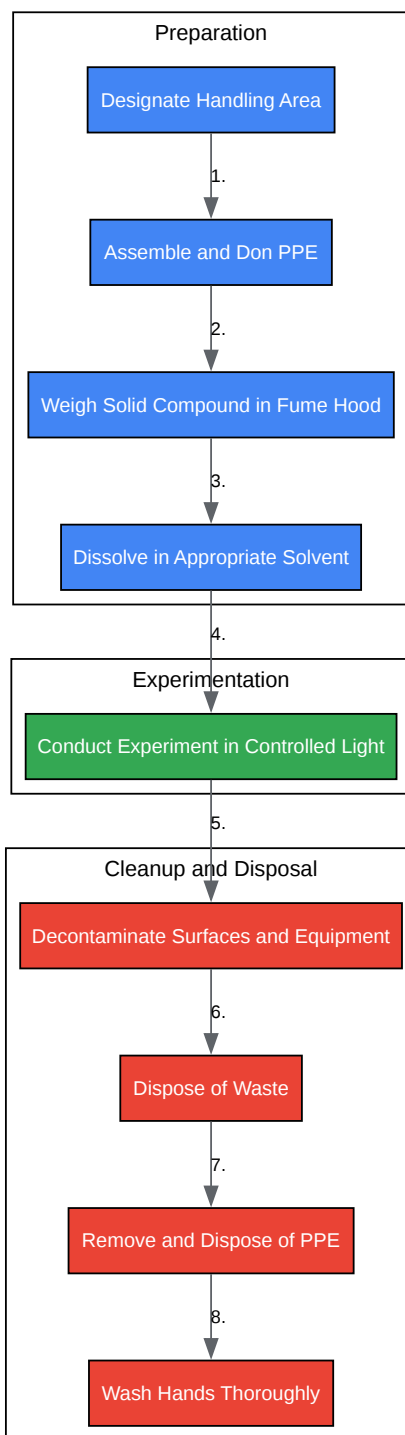 Preparation
Designate Handling Area
1.
Assemble and Don PPE
2.
Weigh Solid Compound in Fume Hood
3.
Dissolve in Appropriate Solvent
4.
Experimentation
Conduct Experiment in Controlled Light
5.
Cleanup and Disposal
Decontaminate Surfaces and Equipment
6.
Dispose of Waste
7.
Remove and Dispose of PPE
8.
Wash Hands Thoroughly